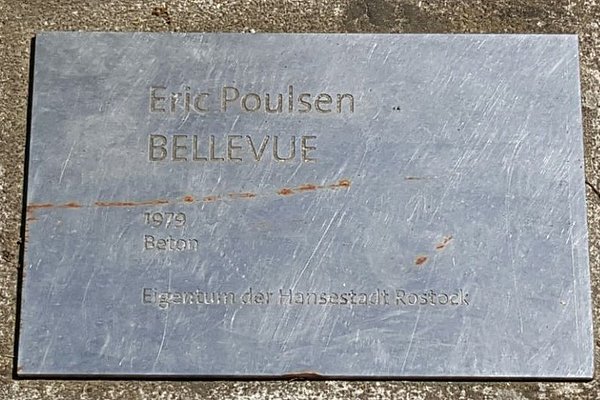 Eric Poulsen
BELLEVUE
1979
Beton
Eigentum der Hansestadt Rostock